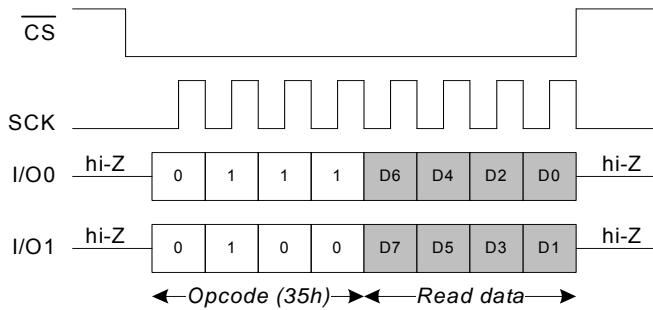 CS
SCK
I/O0 hi-Z 0 1 1 1 D6 D4 D2 D0 hi-Z
I/O1 hi-Z 0 1 0 0 D7 D5 D3 D1 hi-Z
Opcode (35h) Read data